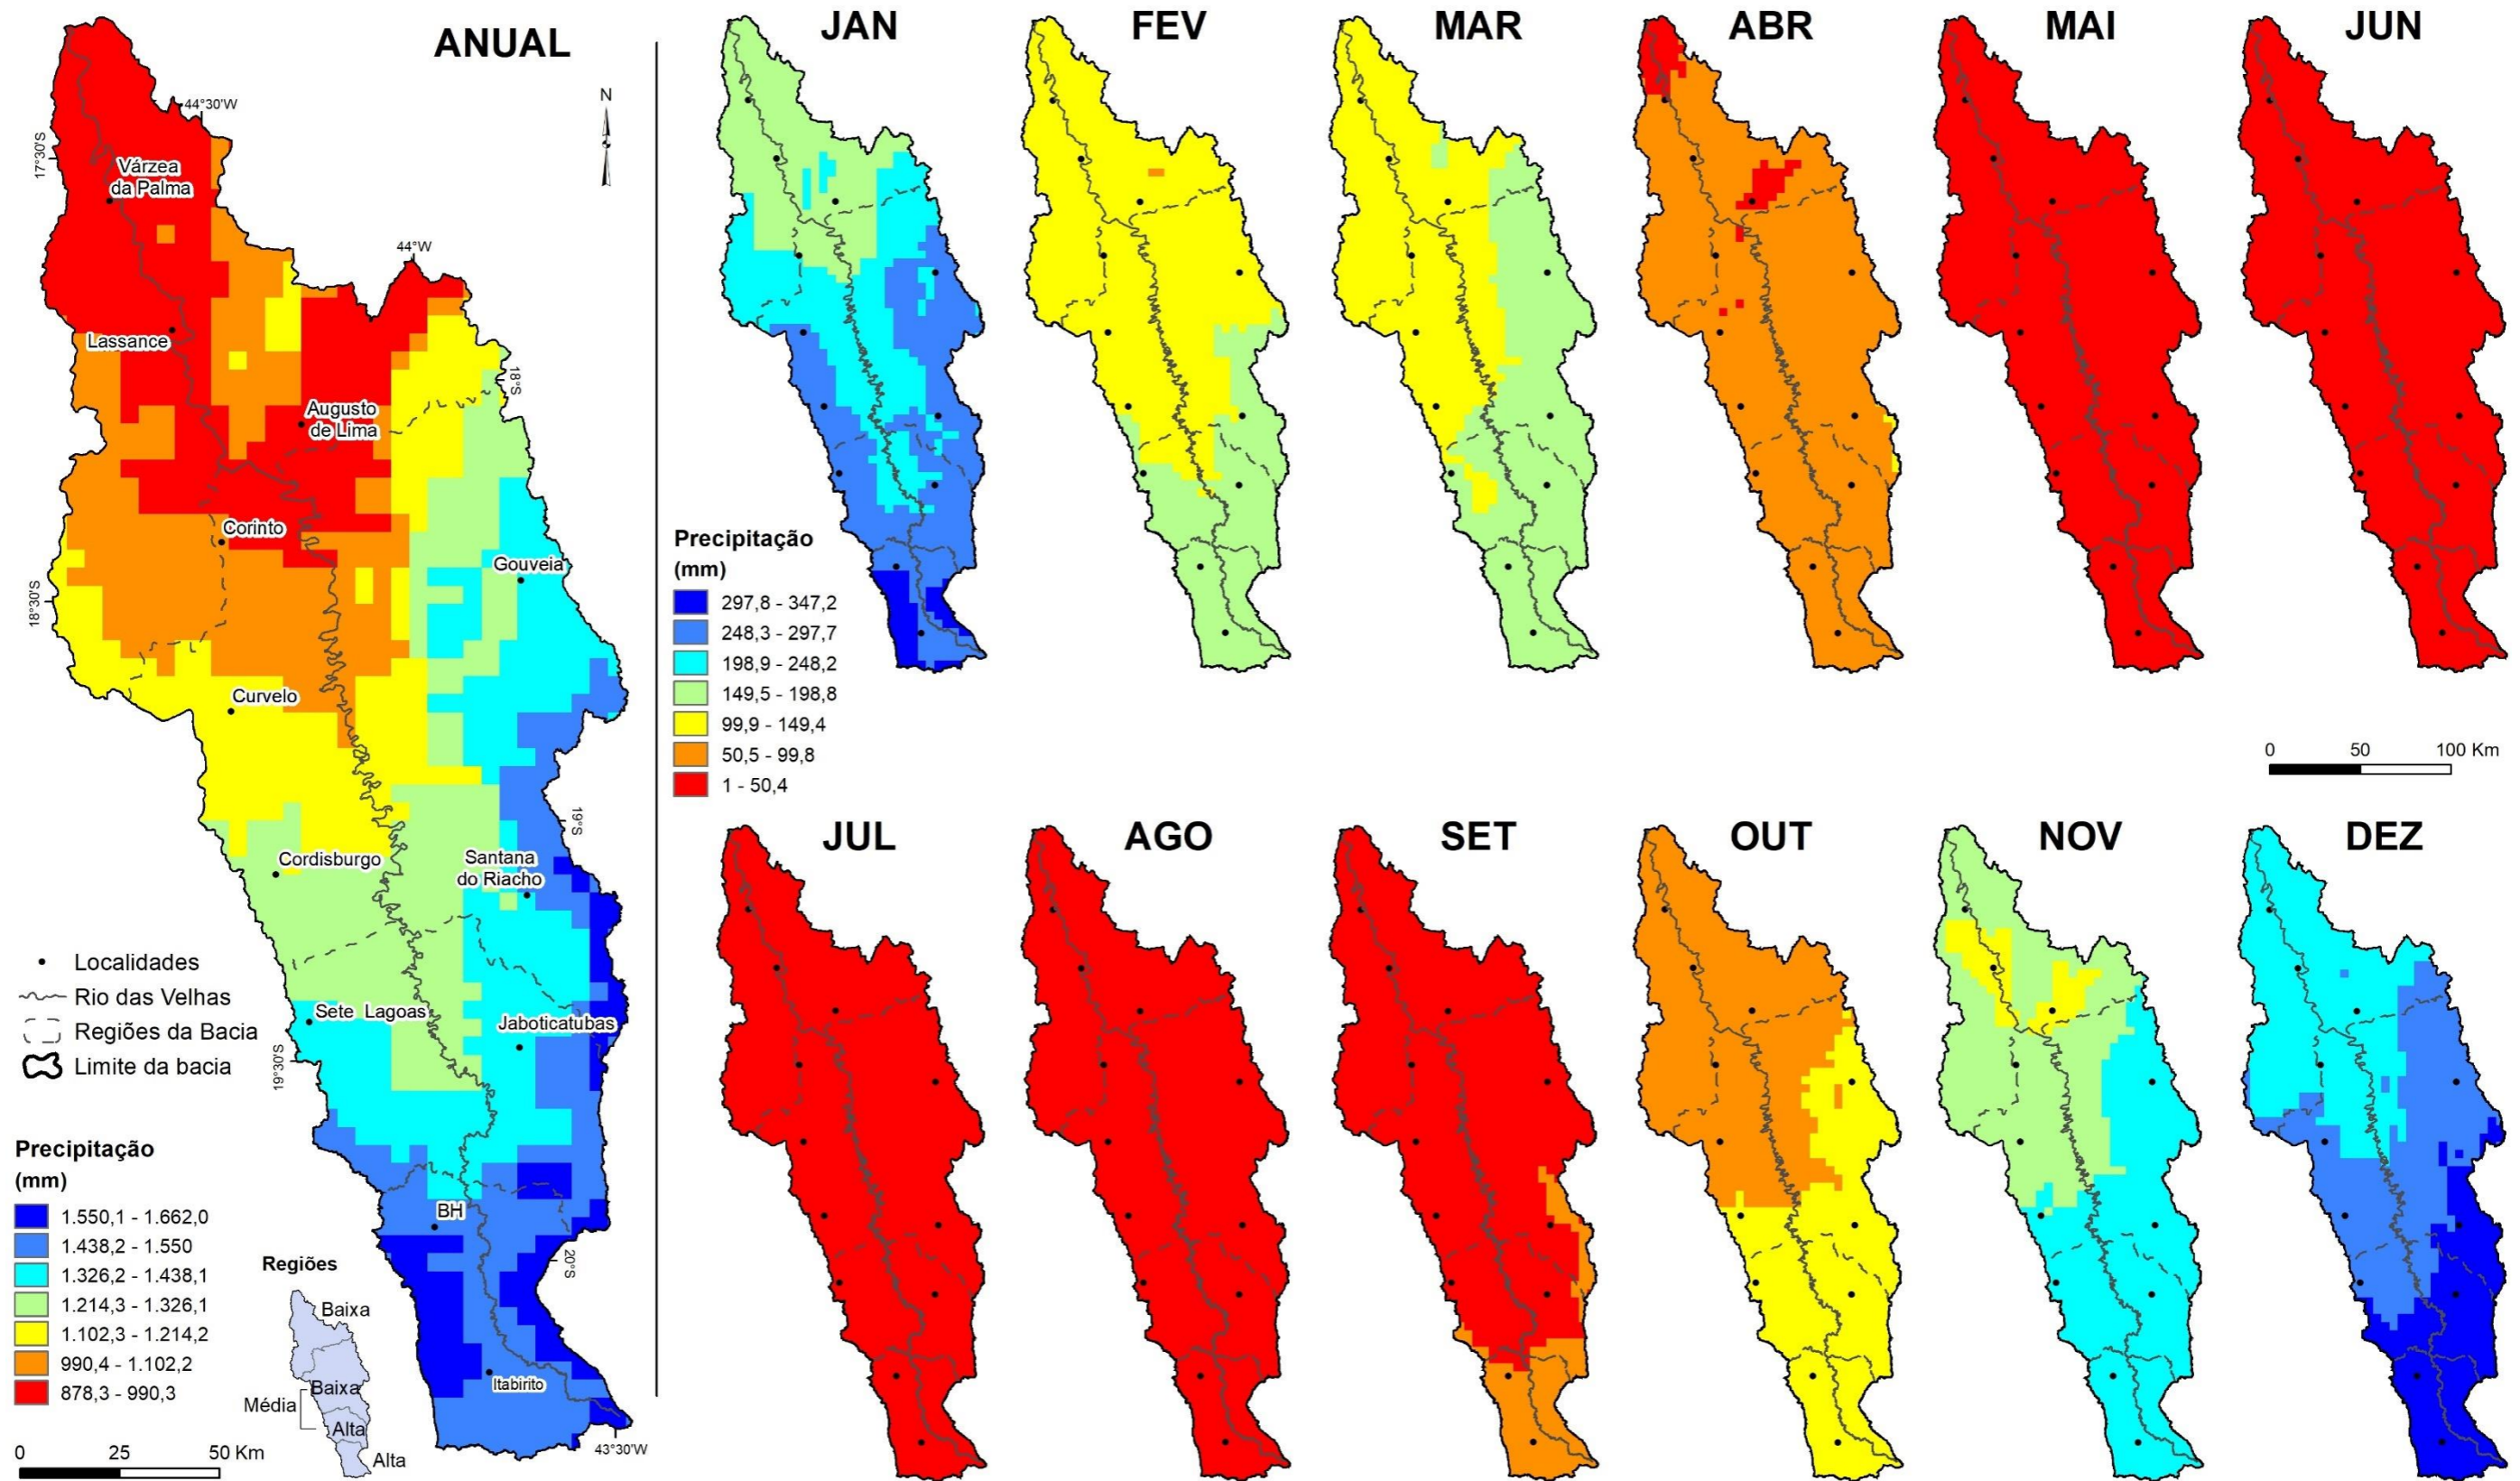 ANUAL
N
44°30'W
17°30'S
Várzea
da Palma
44°W
Lassance
18°S
Augusto
de Lima
Corinto
Gouveia
18°30'S
Curvelo
19°S
Cordisburgo
Santana
do Riacho
Localidades
Rio das Velhas
Regiões da Bacia
Limite da bacia
Sete Lagoas
Jaboticatubas
19°30'S
BH
20°S
Itabirito
43°30'W
Precipitação
(mm)
1.550,1 - 1.662,0
1.438,2 - 1.550
1.326,2 - 1.438,1
1.214,3 - 1.326,1
1.102,3 - 1.214,2
990,4 - 1.102,2
878,3 - 990,3
0 25 50 Km
Regiões
Baixa
Baixa
Média
Alta
Alta
JAN
FEV
MAR
ABR
MAI
JUN
Precipitação
(mm)
297,8 - 347,2
248,3 - 297,7
198,9 - 248,2
149,5 - 198,8
99,9 - 149,4
50,5 - 99,8
1 - 50,4
0 50 100 Km
JUL
AGO
SET
OUT
NOV
DEZ